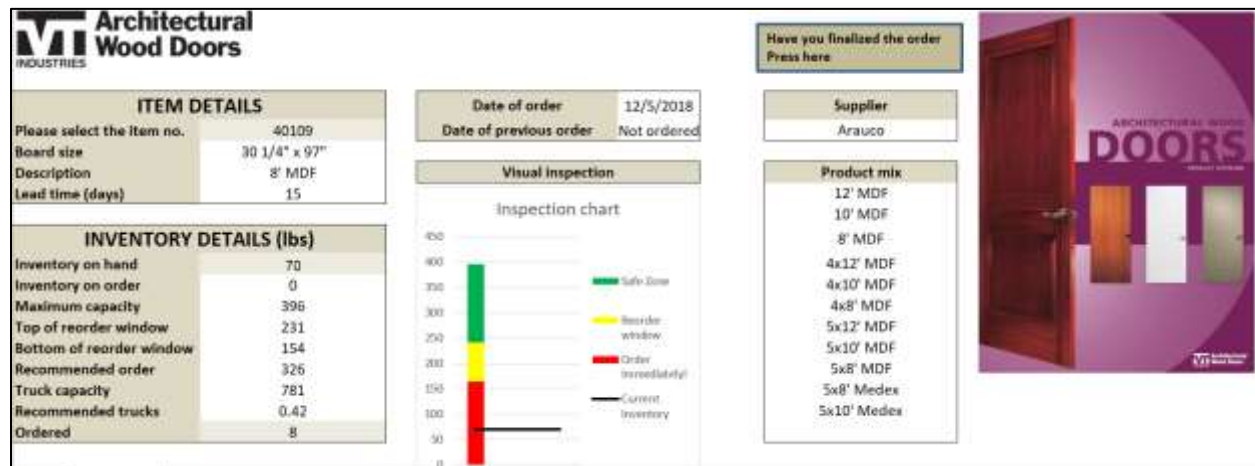 VT INDUSTRIES
Architectural
Wood Doors
Have you finalized the order
Press here
ITEM DETAILS
Please select the item no. 40109
Board size 30 1/4" x 97"
Description 8' MDF
Lead time (days) 15
INVENTORY DETAILS (lbs)
Inventory on hand 70
Inventory on order 0
Maximum capacity 396
Top of reorder window 231
Bottom of reorder window 154
Recommended order 326
Truck capacity 781
Recommended trucks 0.42
Ordered 8
Date of order 12/5/2018
Date of previous order Not ordered
Visual inspection
Inspection chart
450
400
350
300
250
200
150
100
50
0
Safe Zone
Reorder
window
Order
immediately!
Current
Inventory
Supplier
Arauco
Product mix
12' MDF
10' MDF
8' MDF
4x12' MDF
4x10' MDF
4x8' MDF
5x12' MDF
5x10' MDF
5x8' MDF
5x8' Medex
5x10' Medex
ARCHITECTURAL WOOD
DOORS
VT